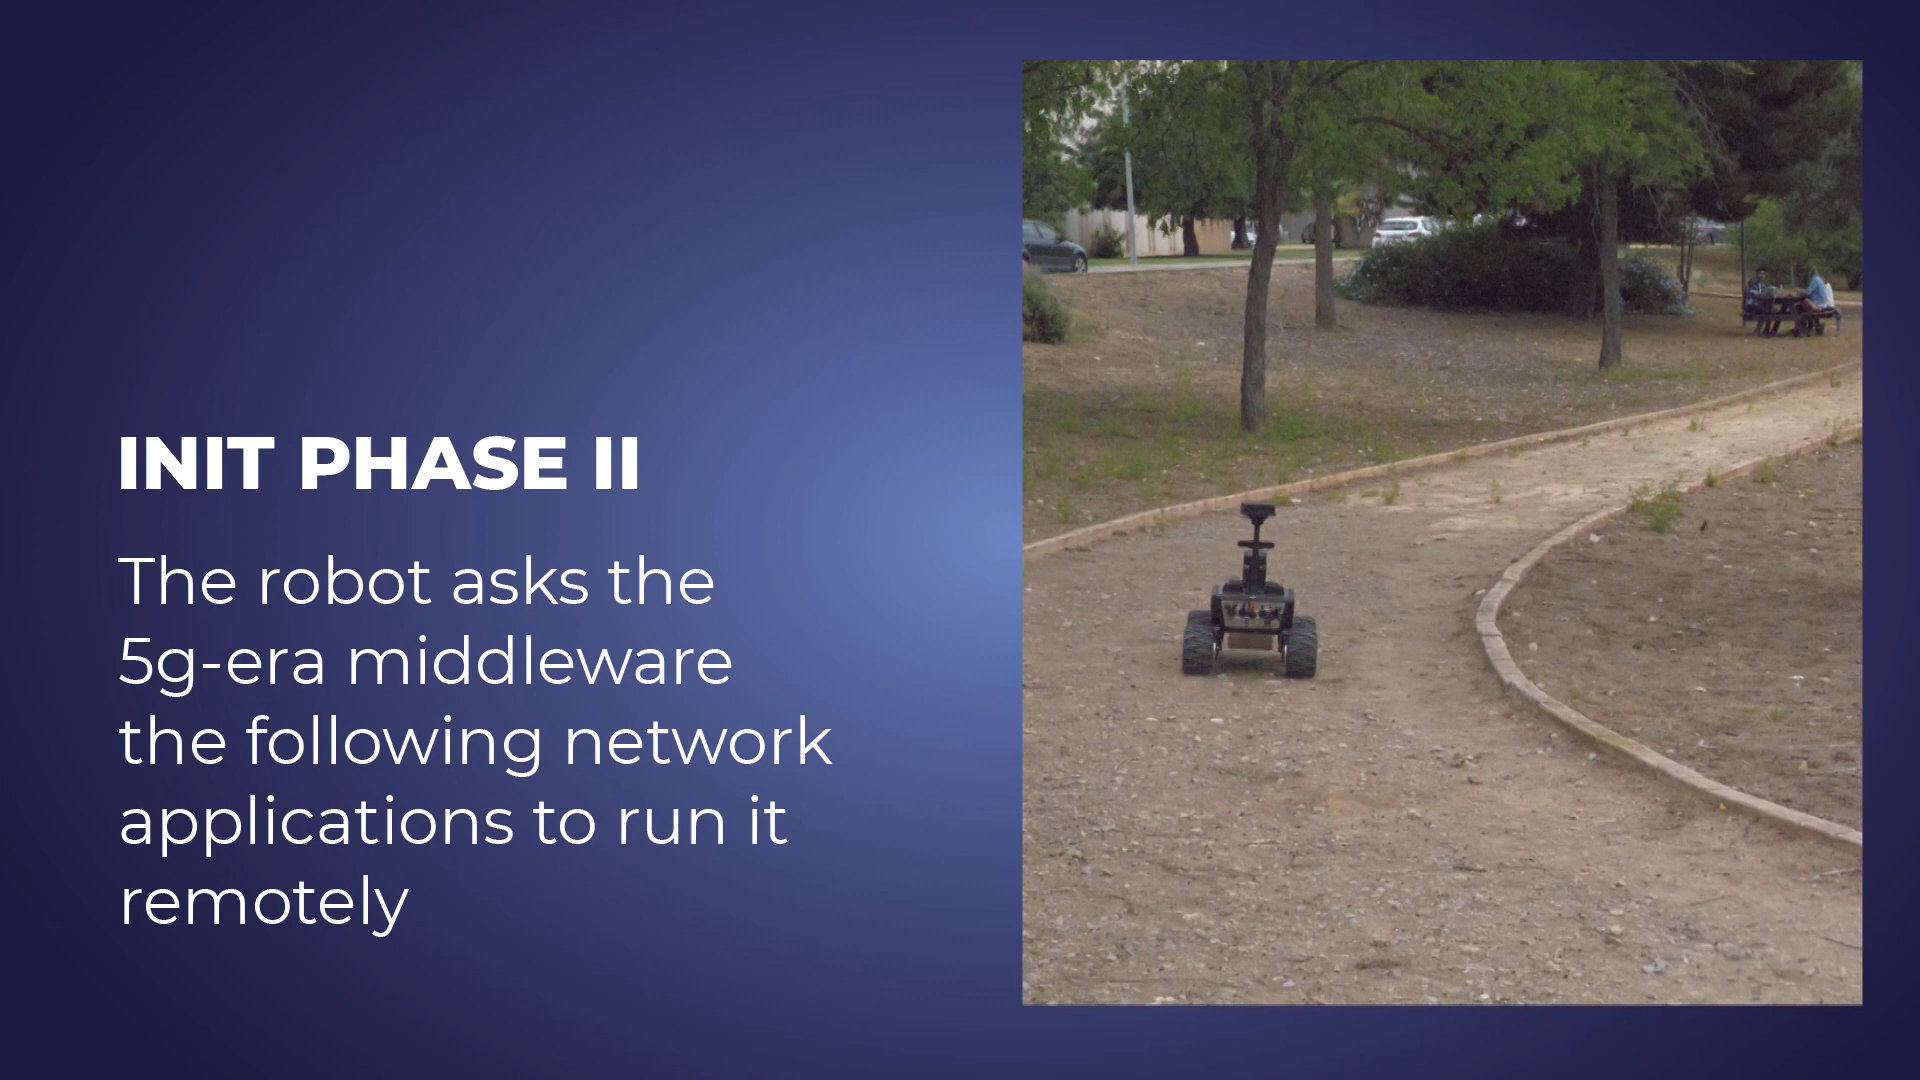 INIT PHASE II
The robot asks the
5g-era middleware
the following network
applications to run it
remotely